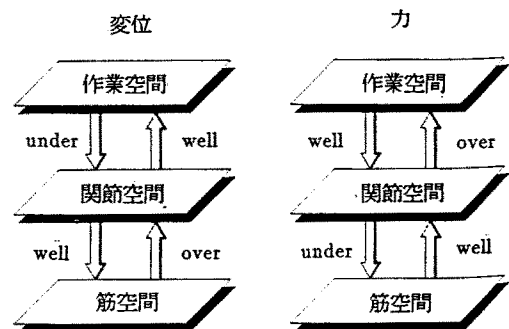 変位 力
作業空間 作業空間
under well well over
関節空間 関節空間
well over under well
筋空間 筋空間